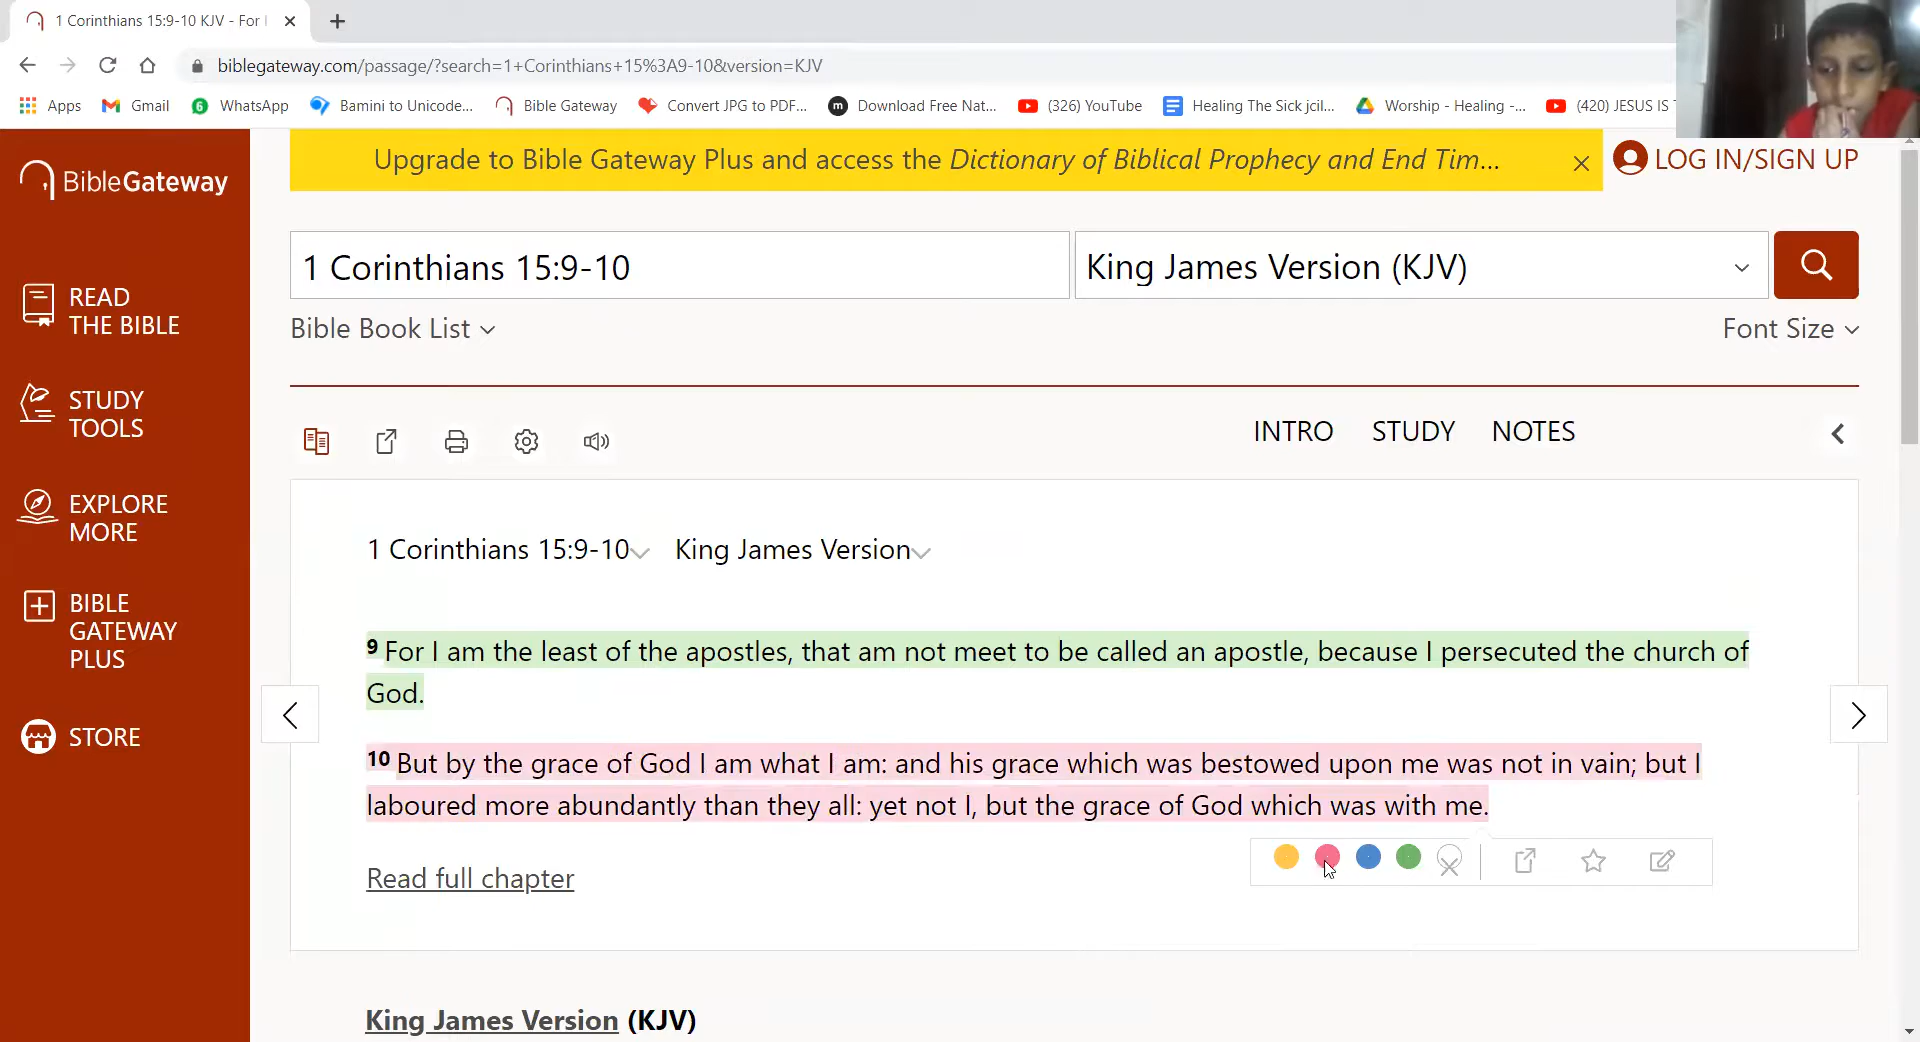 1 Corinthians 15:9-10 KJV - For I
biblegateway.com/passage/?search=1+Corinthians+15%3A9-10&version=KJV
Apps Gmail WhatsApp Bamini to Unicode... Bible Gateway Convert JPG to PDF... Download Free Nat... (326) YouTube Healing The Sick jcil... Worship - Healing -... (420) JESUS IS
Upgrade to Bible Gateway Plus and access the Dictionary of Biblical Prophecy and End Tim...
LOG IN/SIGN UP
BibleGateway
1 Corinthians 15:9-10
King James Version (KJV)
Bible Book List
Font Size
READ
THE BIBLE
STUDY
TOOLS
EXPLORE
MORE
BIBLE
GATEWAY
PLUS
STORE
INTRO STUDY NOTES
1 Corinthians 15:9-10 King James Version
9 For I am the least of the apostles, that am not meet to be called an apostle, because I persecuted the church of
God.
10 But by the grace of God I am what I am: and his grace which was bestowed upon me was not in vain; but I
laboured more abundantly than they all: yet not I, but the grace of God which was with me.
Read full chapter
King James Version (KJV)